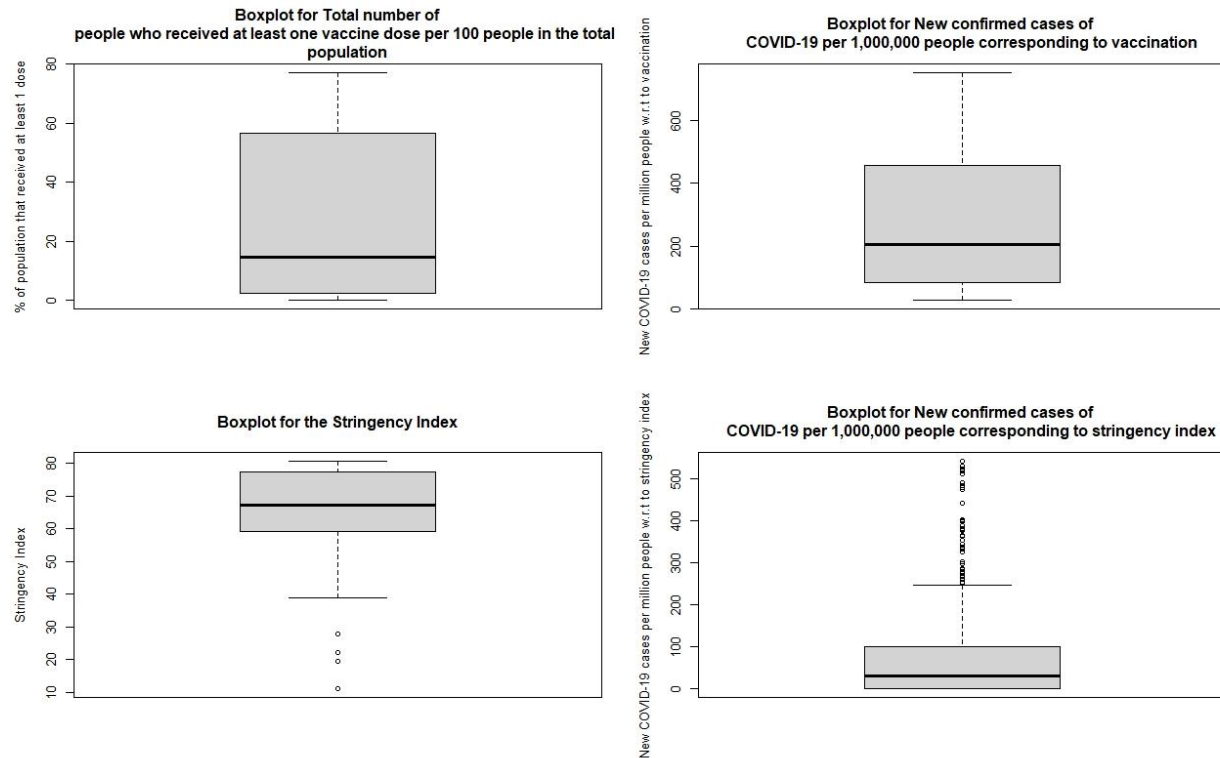 Boxplot for Total number of
people who received at least one vaccine dose per 100 people in the total
population
% of population that received at least 1 dose
80
60
40
20
0
Boxplot for New confirmed cases of
COVID-19 per 1,000,000 people corresponding to vaccination
New COVID-19 cases per million people w.r.t to vaccination
600
400
200
0
Boxplot for the Stringency Index
Stringency Index
80
70
60
50
40
30
20
10
Boxplot for New confirmed cases of
COVID-19 per 1,000,000 people corresponding to stringency index
New COVID-19 cases per million people w.r.t to stringency index
500
400
300
200
100
0